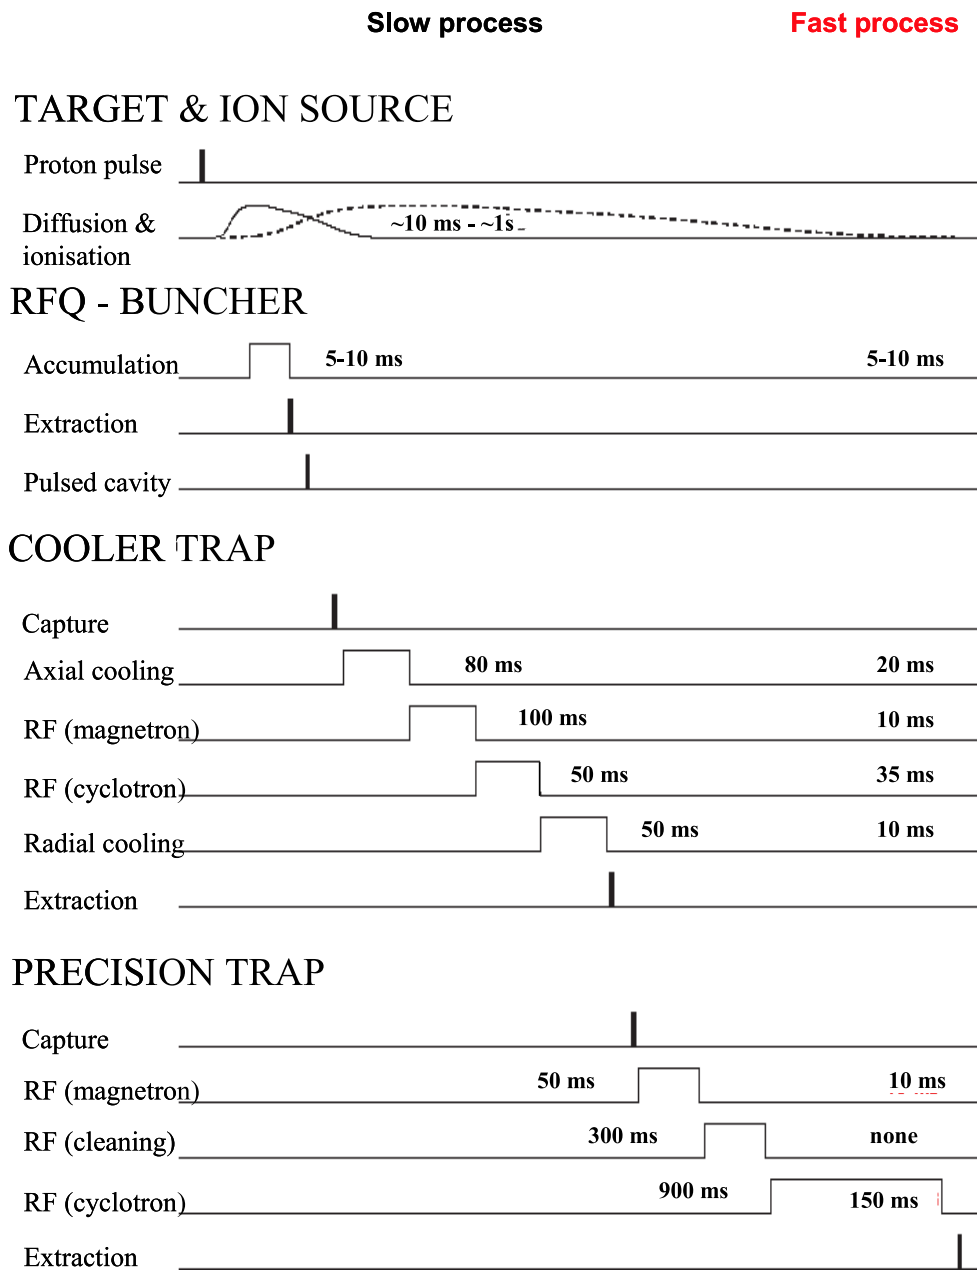 Slow process Fast process
TARGET & ION SOURCE
Proton pulse
Diffusion & ~10 ms - ~1s
ionisation
RFQ - BUNCHER
Accumulation 5-10 ms 5-10 ms
Extraction
Pulsed cavity
COOLER TRAP
Capture
Axial cooling 80 ms 20 ms
RF (magnetron) 100 ms 10 ms
RF (cyclotron) 50 ms 35 ms
Radial cooling 50 ms 10 ms
Extraction
PRECISION TRAP
Capture
RF (magnetron) 50 ms 10 ms
RF (cleaning) 300 ms none
RF (cyclotron) 900 ms 150 ms
Extraction